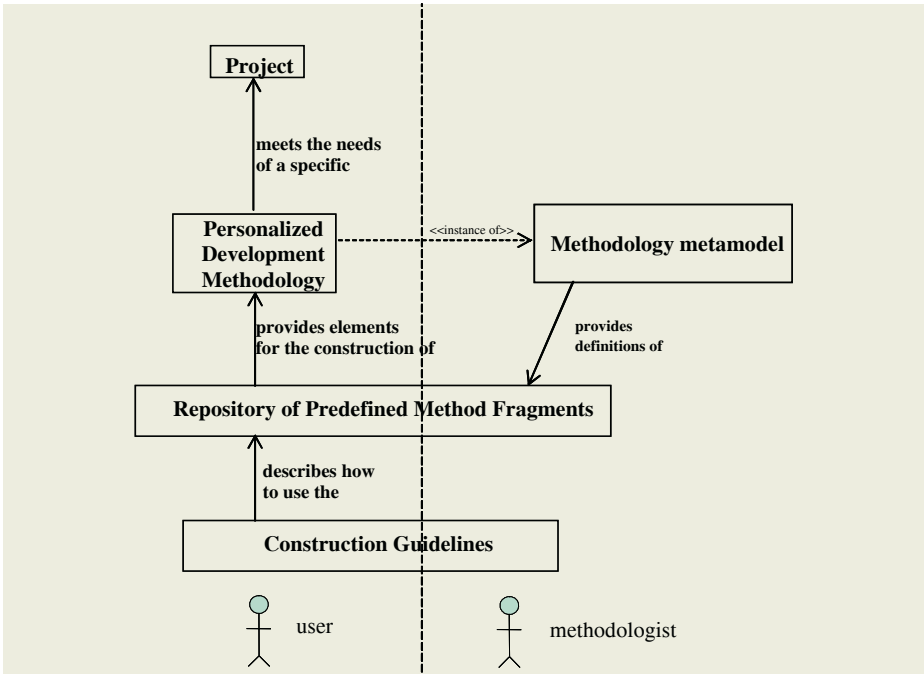 Project
meets the needs
of a specific
Personalized
Development
Methodology
<<instance of>>
Methodology metamodel
provides elements
for the construction of
provides
definitions of
Repository of Predefined Method Fragments
describes how
to use the
Construction Guidelines
user
methodologist